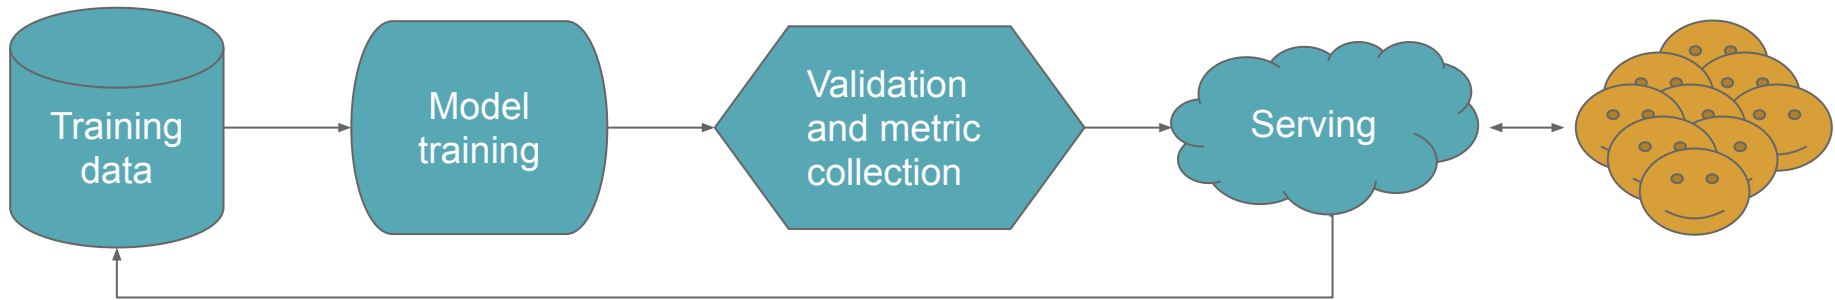 Training
data
Model
training
Validation
and metric
collection
Serving